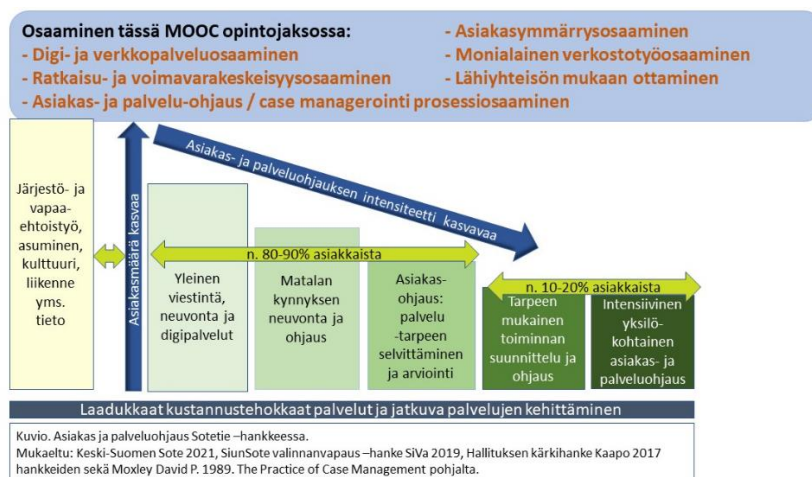 Osaaminen tässä MOOC opintojaksossa:
- Digi- ja verkkopalveluosaaminen
- Ratkaisu- ja voimavarakeskeisyysosaaminen
- Asiakas- ja palvelu-ohjaus / case managerointi prosessiosaaminen
- Asiakasymmärrysosaaminen
- Monialainen verkostotyöosaaminen
- Lähiyhteisön mukaan ottaminen
Järjestö- ja
vapaa-
ehtoistyö,
asuminen,
kulttuuri,
liikenne
yms.
tieto
Asiakasmäärä kasvaa
Asiakas- ja palveluohjauksen intensiteetti kasvavaa
n. 80-90% asiakkaista
n. 10-20% asiakkaista
Yleinen
viestintä,
neuvonta ja
digipalvelut
Matalan
kynnyksen
neuvonta ja
ohjaus
Asiakas-
ohjaus:
palvelu
-tarpeen
selvittäminen
ja arviointi
Tarpeen
mukainen
toiminnan
suunnittelu ja
ohjaus
Intensiivinen
yksilö-
kohtainen
asiakas- ja
palveluohjaus
Laadukkaat kustannustehokkaat palvelut ja jatkuva palvelujen kehittäminen
Kuvio. Asiakas ja palveluohjaus Sotetie –hankkeessa.
Mukaeltu: Keski-Suomen Sote 2021, SiunSote valinnanvapaus –hanke SiVa 2019, Hallituksen kärkihanke Kaapo 2017
hankkeiden sekä Moxley David P. 1989. The Practice of Case Management pohjalta.